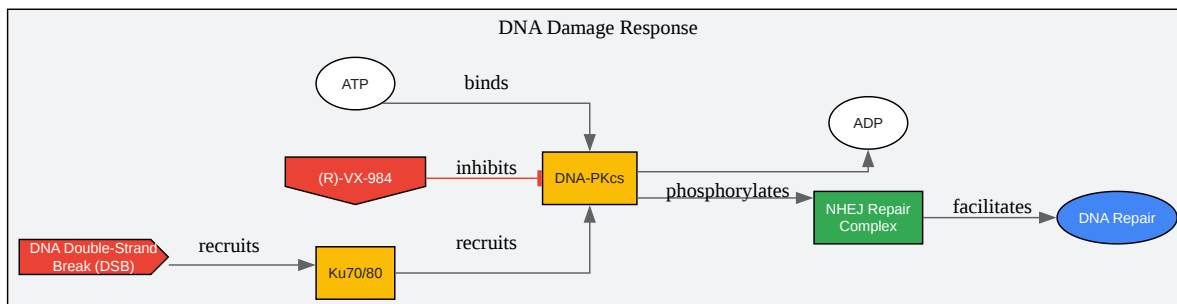 DNA Damage Response
ATP
binds
ADP
(R)-VX-984
inhibits
DNA-PKcs
phosphorylates
NHEJ Repair
Complex
facilitates
DNA Repair
DNA Double-Strand
Break (DSB)
recruits
Ku70/80
recruits